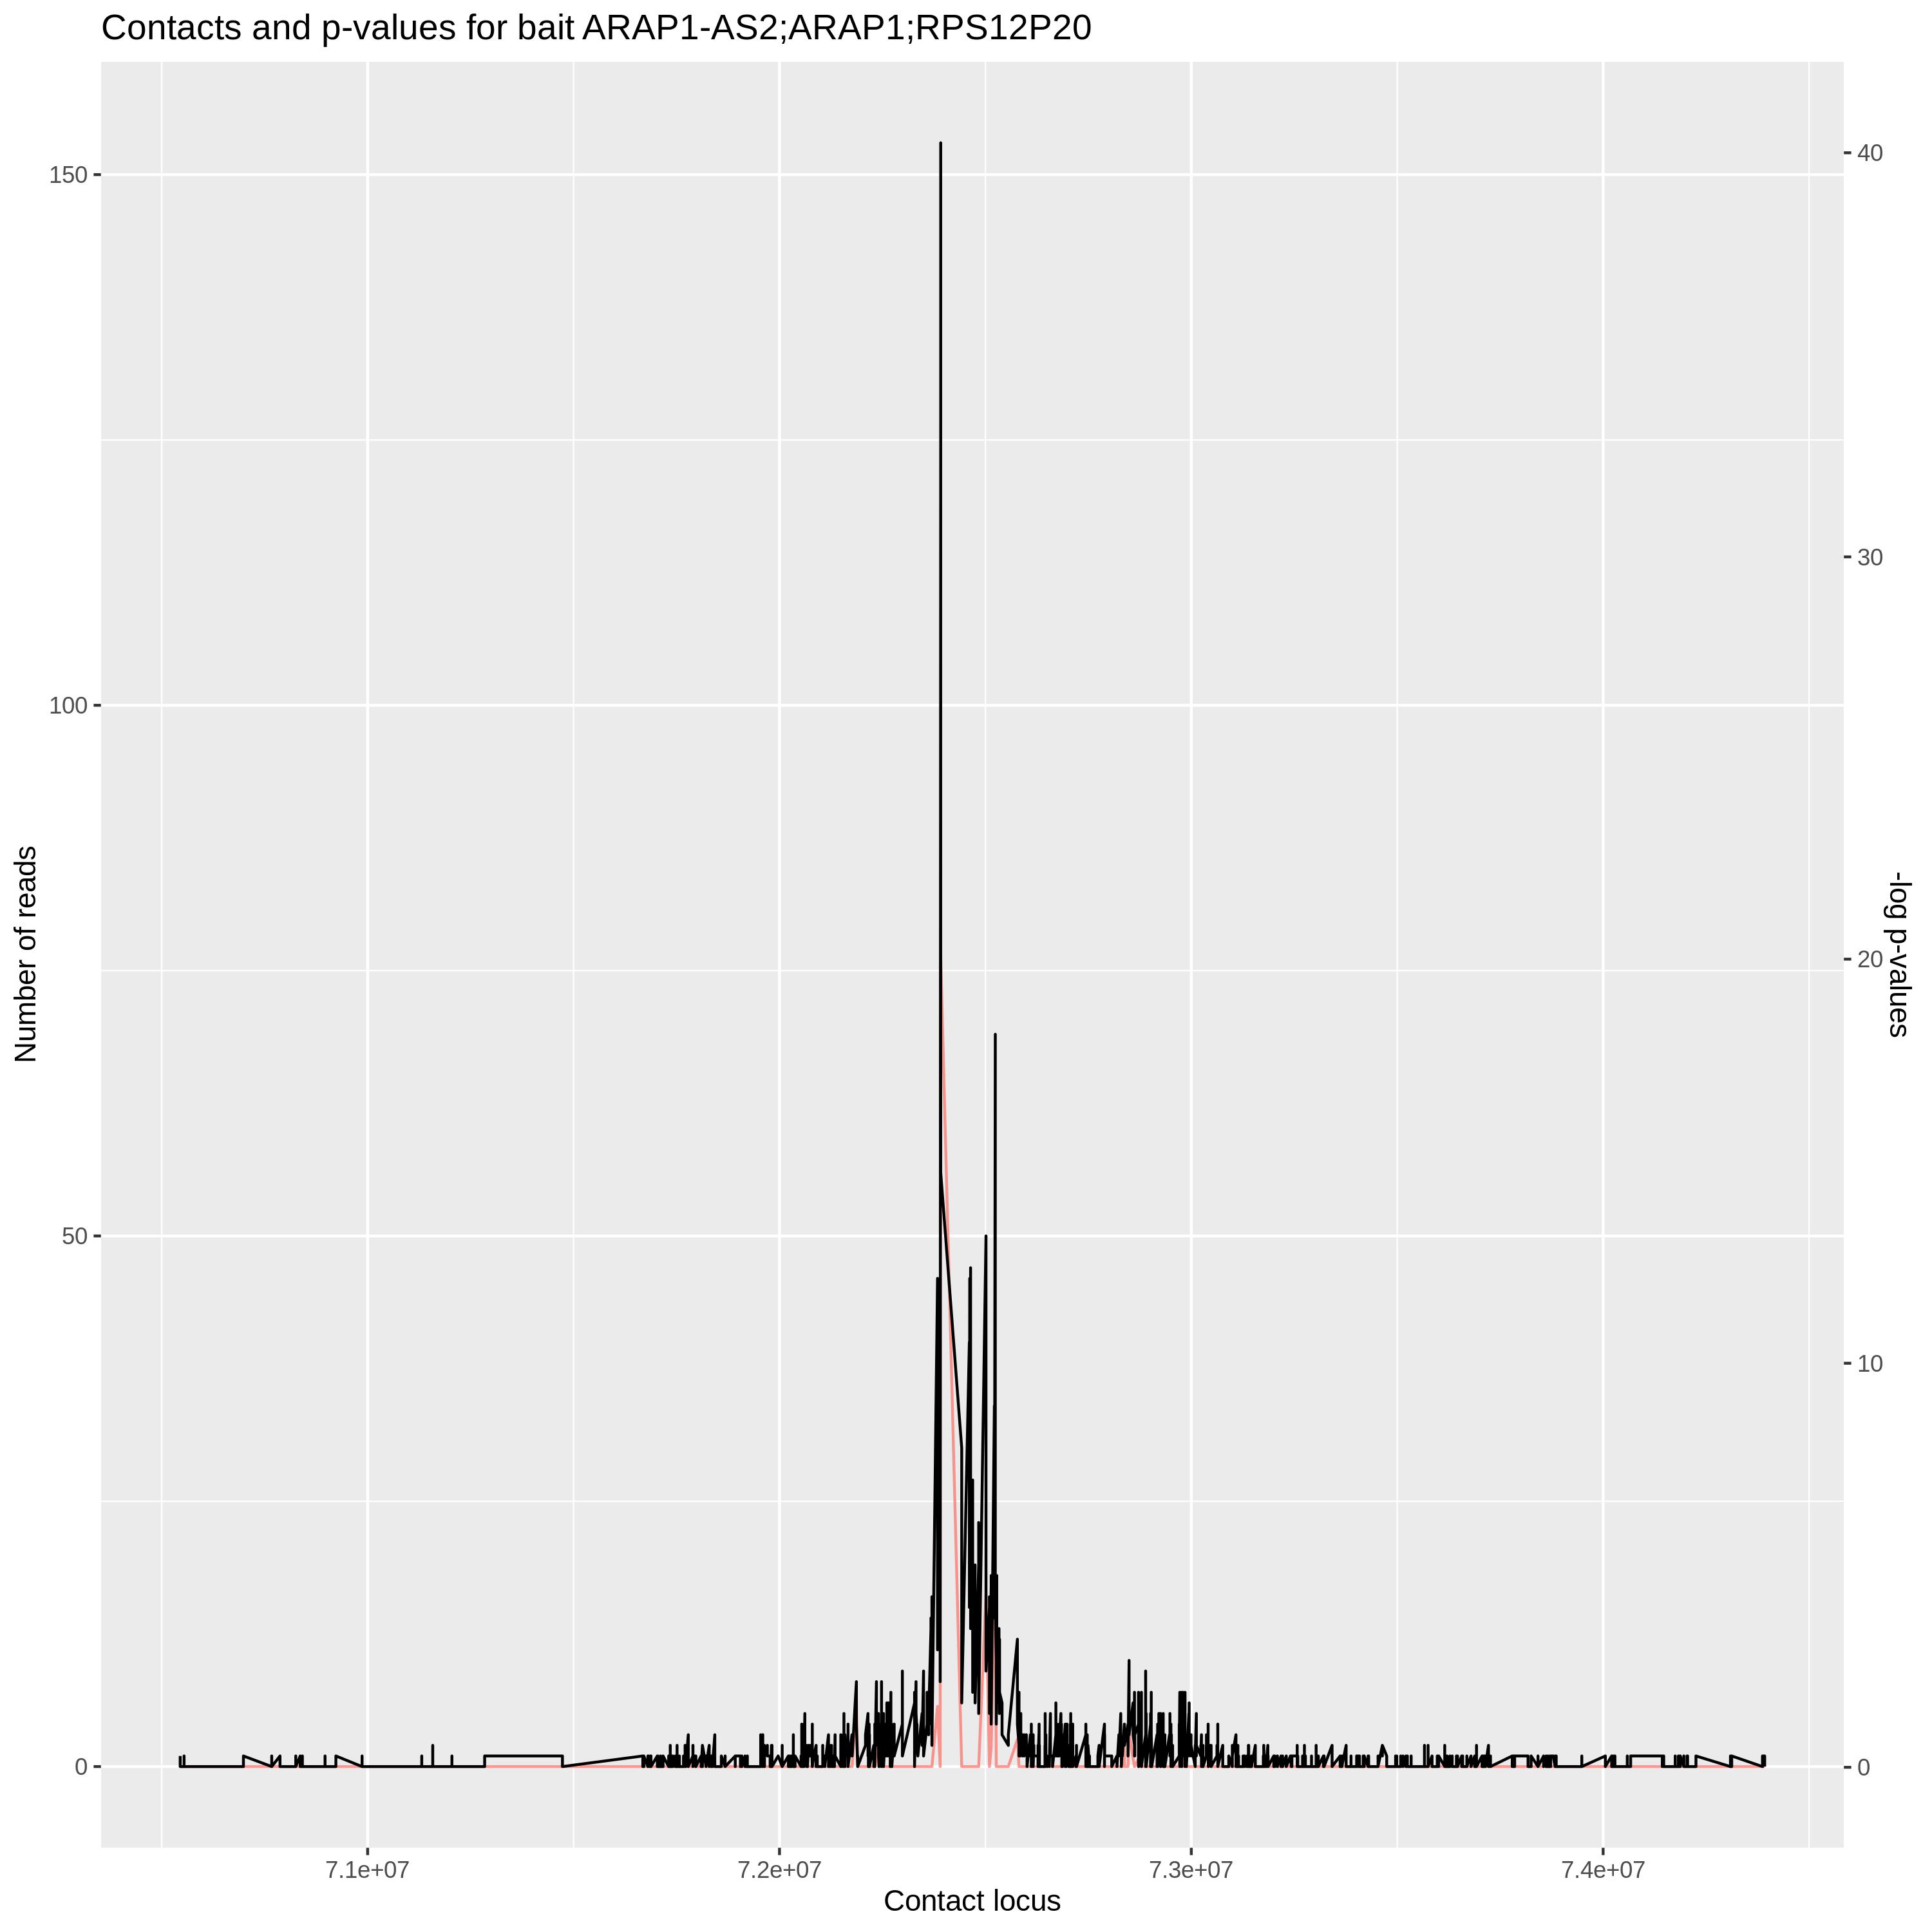 Contacts and p-values for bait ARAP1-AS2;ARAP1;RPS12P20
150
100
50
0
Number of reads
40
30
20
10
0
-log p-values
7.1e+07 7.2e+07 7.3e+07 7.4e+07
Contact locus